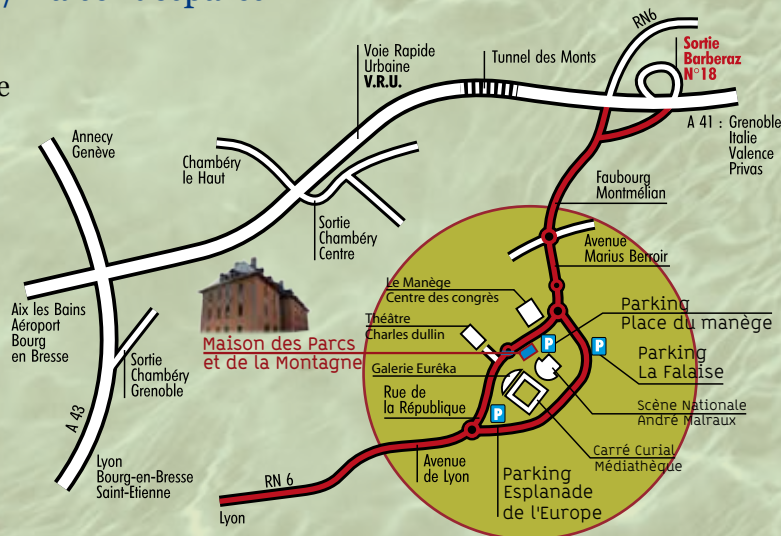 RN6
Sortie
Barberaz
N°18
Voie Rapide
Urbaine
V.R.U.
Tunnel des Monts
e
A 41 : Grenoble
Italie
Valence
Privas
Annecy
Genève
Chambéry
le Haut
Faubourg
Montmélian
Sortie
Chambéry
Centre
Avenue
Marius Berroir
Le Manège
Centre des congrès
Aix les Bains
Aéroport
Bourg
en Bresse
Théâtre
Charles dullin
Parking
Place du manège
Maison des Parcs
et de la Montagne
P
P
Parking
La Falaise
Sortie
Chambéry
Grenoble
Galerie Eurêka
Rue de
la République
P
Scène Nationale
André Malraux
A 43
Carré Curial
Médiathèque
Lyon
Bourg-en-Bresse
Saint-Etienne
RN 6
Avenue
de Lyon
Parking
Esplanade
de l'Europe
Lyon